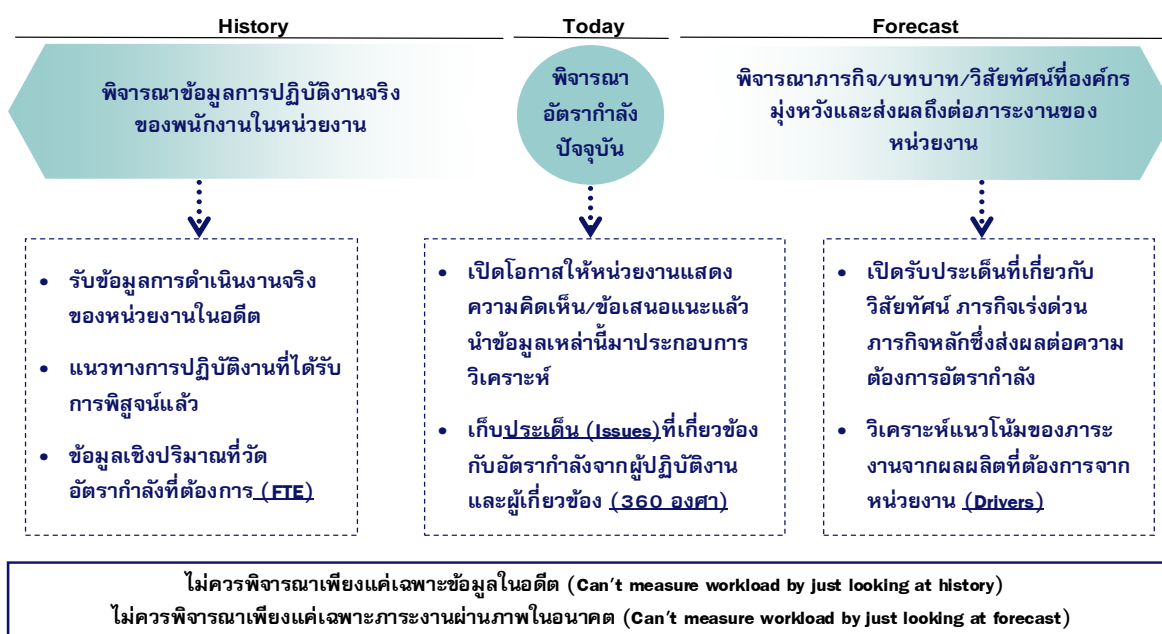 History
Today
Forecast
พิจารณาข้อมูลการปฏิบัติงานจริง
ของพนักงานในหน่วยงาน
พิจารณา
อัตรากำลัง
ปัจจุบัน
พิจารณาภารกิจ/บทบาท/วิสัยทัศน์ที่องค์กร
มุ่งหวังและส่งผลถึงต่อภาระงานของ
หน่วยงาน
• รับข้อมูลการดำเนินงานจริง
ของหน่วยงานในอดีต
• แนวทางการปฏิบัติงานที่ได้รับ
การพิสูจน์แล้ว
• ข้อมูลเชิงปริมาณที่วัด
อัตรากำลังที่ต้องการ (FTE)
• เปิดโอกาสให้หน่วยงานแสดง
ความคิดเห็น/ข้อเสนอแนะแล้ว
นำข้อมูลเหล่านี้มาประกอบการ
วิเคราะห์
• เก็บประเด็น (Issues)ที่เกี่ยวข้อง
กับอัตรากำลังจากผู้ปฏิบัติงาน
และผู้เกี่ยวข้อง (360 องศา)
• เปิดรับประเด็นที่เกี่ยวกับ
วิสัยทัศน์ ภารกิจเร่งด่วน
ภารกิจหลักซึ่งส่งผลต่อความ
ต้องการอัตรากำลัง
• วิเคราะห์แนวโน้มของภาระ
งานจากผลผลิตที่ต้องการจาก
หน่วยงาน (Drivers)
ไม่ควรพิจารณาเพียงแค่เฉพาะข้อมูลในอดีต (Can't measure workload by just looking at history)
ไม่ควรพิจารณาเพียงแค่เฉพาะภาระงานผ่านภาพในอนาคต (Can't measure workload by just looking at forecast)